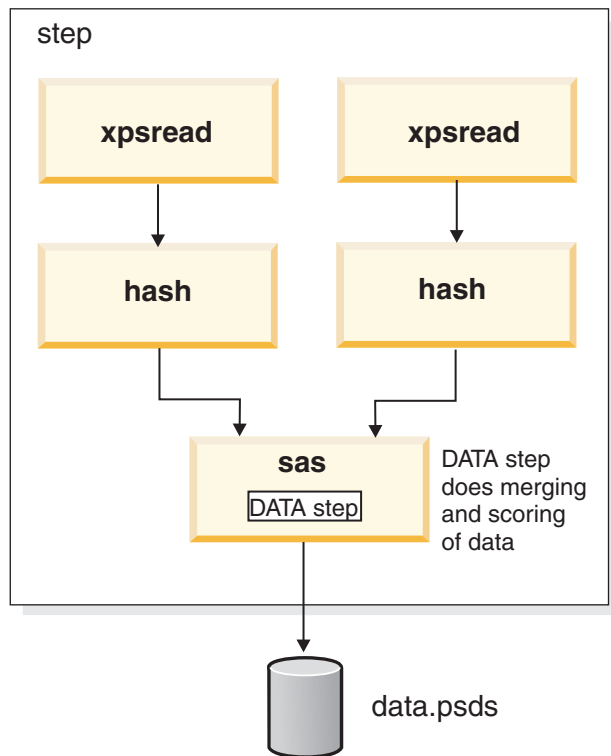 step
xpsread
xpsread
hash
hash
sas
DATA step
DATA step
does merging
and scoring
of data
data.psds